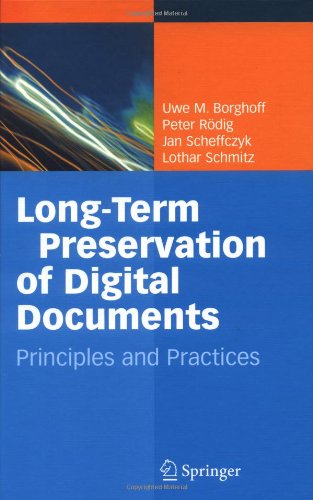 Uwe M. Borghoff
Peter Rödig
Jan Scheffczyk
Lothar Schmitz
Long-Term
Preservation
of Digital
Documents
Principles and Practices
Springer